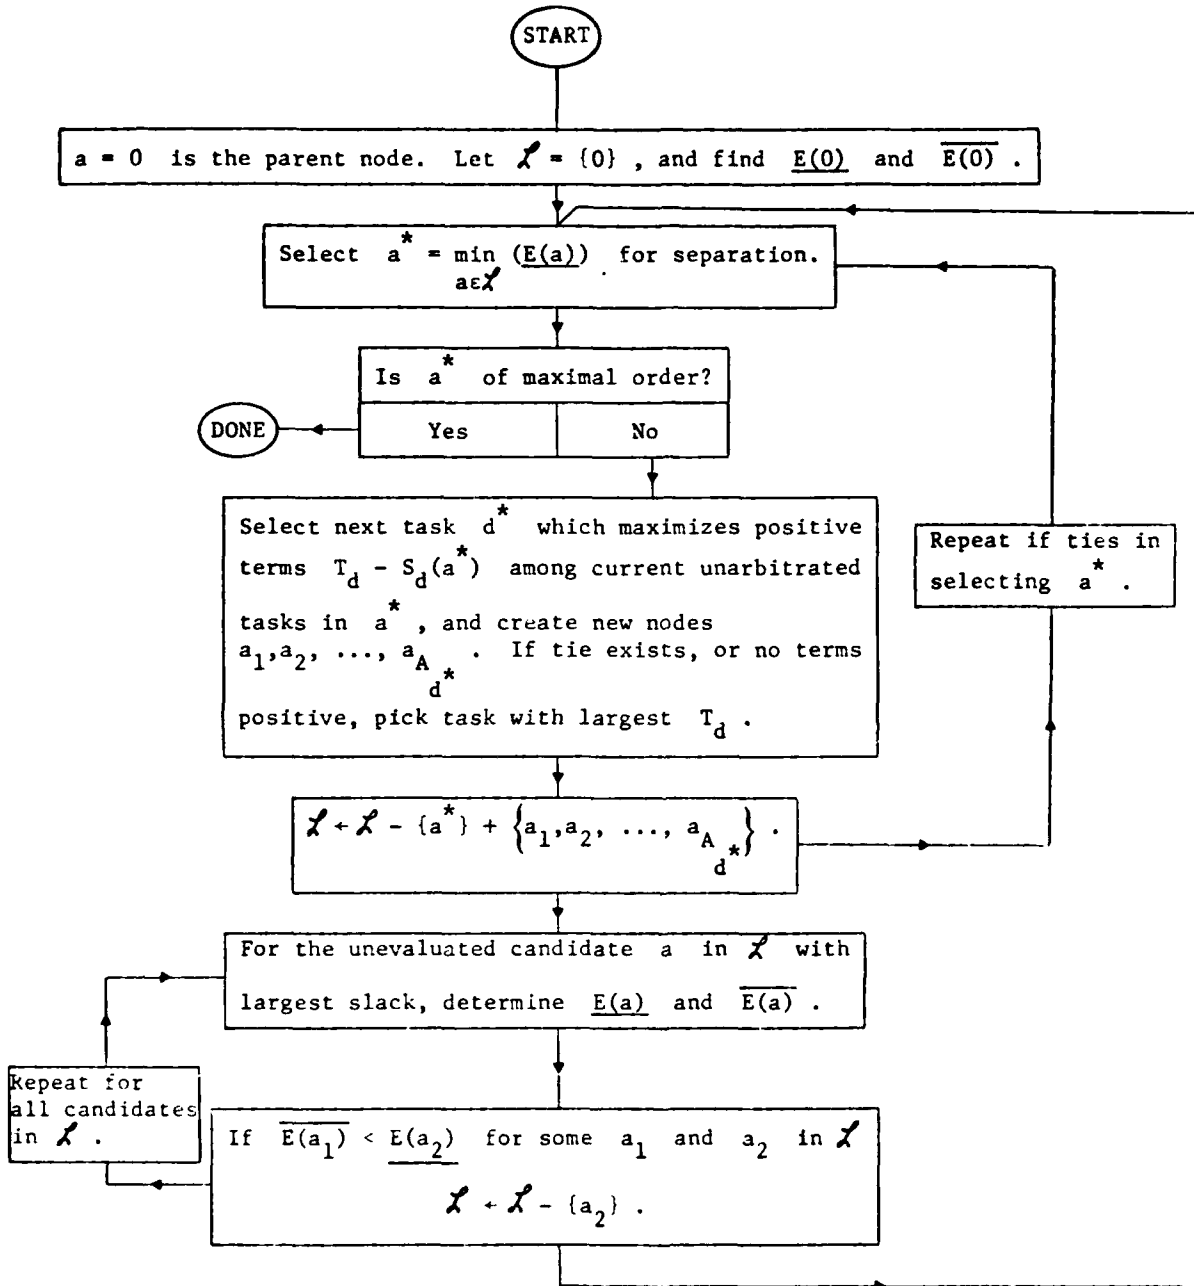 START
a = 0 is the parent node. Let ℒ = {0} , and find E̲(̲0̲)̲ and E̅(̅0̅)̅ .
Select a* = min (E̲(̲a̲)̲) for separation.
aεℒ
Is a* of maximal order?
DONE
Yes
No
Select next task d* which maximizes positive
terms T_d - S_d(a*) among current unarbitrated
tasks in a* , and create new nodes
a_1,a_2, ..., a_A_d* . If tie exists, or no terms
positive, pick task with largest T_d .
Repeat if ties in
selecting a* .
ℒ ← ℒ - {a*} + {a_1,a_2, ..., a_A_d*} .
For the unevaluated candidate a in ℒ with
largest slack, determine E̲(̲a̲)̲ and E̅(̅a̅)̅ .
Repeat for
all candidates
in ℒ .
If E̅(̅a̅_1)̅ < E̲(̲a̲_2)̲ for some a_1 and a_2 in ℒ
ℒ ← ℒ - {a_2} .